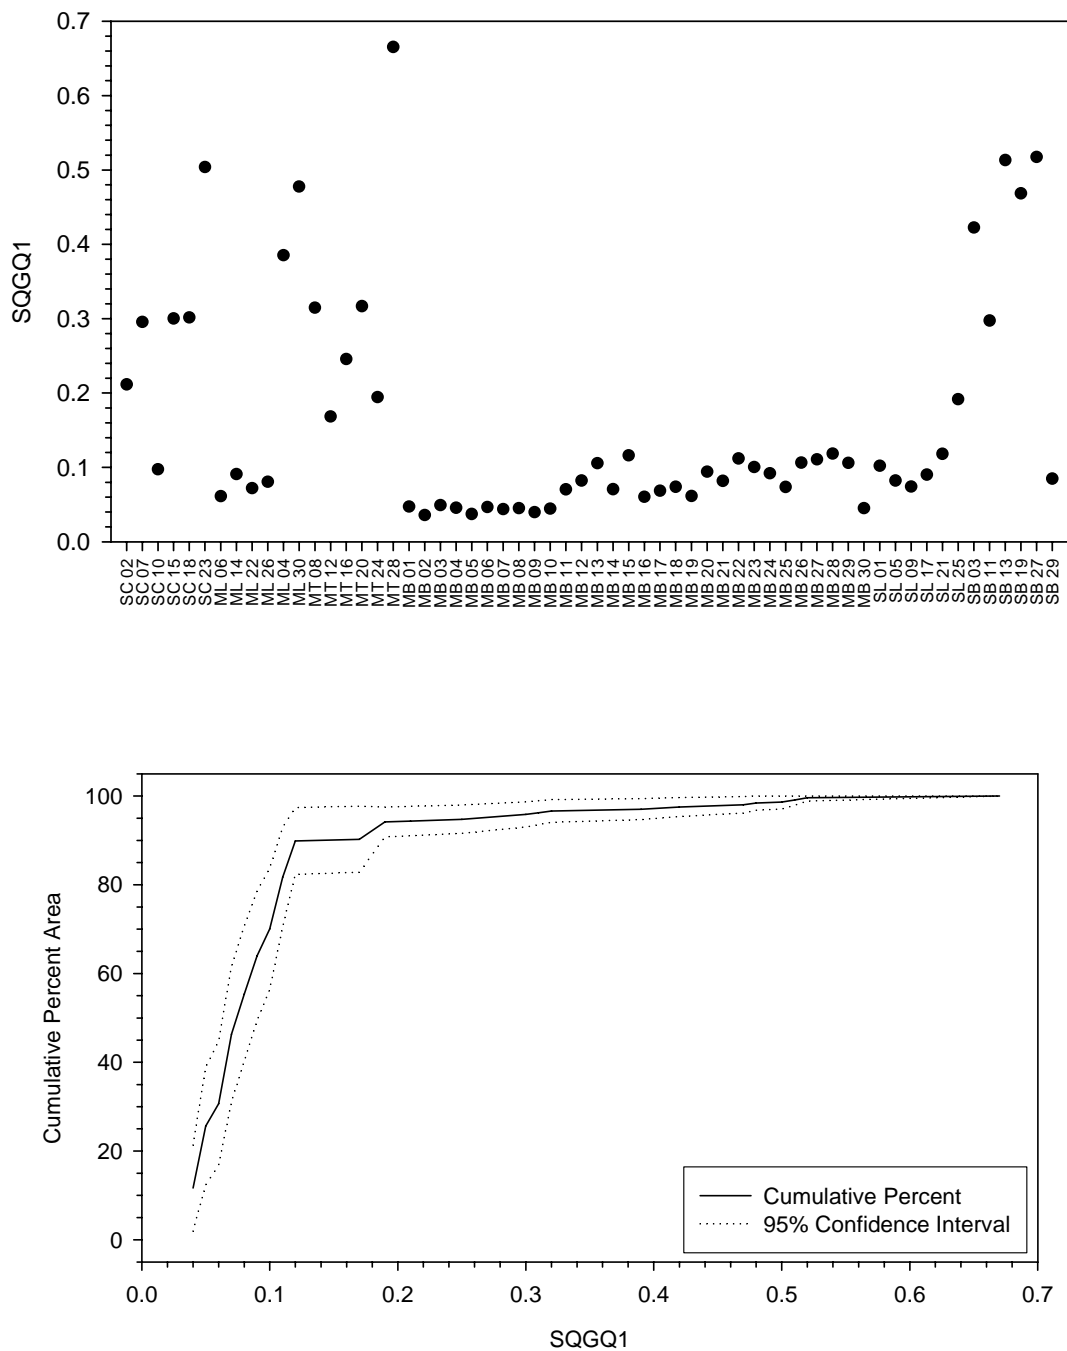 0.7
0.6
0.5
0.4
0.3
0.2
0.1
0.0
SQGQ1
SC 02
SC 07
SC 10
SC 15
SC 18
SC 23
ML 06
ML 14
ML 22
ML 26
ML 04
ML 30
MT 08
MT 12
MT 16
MT 20
MT 24
MT 28
MB 01
MB 02
MB 03
MB 04
MB 05
MB 06
MB 07
MB 08
MB 09
MB 10
MB 11
MB 12
MB 13
MB 14
MB 15
MB 16
MB 17
MB 18
MB 19
MB 20
MB 21
MB 22
MB 23
MB 24
MB 25
MB 26
MB 27
MB 28
MB 29
MB 30
SL 01
SL 05
SL 09
SL 17
SL 21
SL 25
SB 03
SB 11
SB 13
SB 19
SB 27
SB 29
100
80
60
40
20
0
Cumulative Percent Area
Cumulative Percent
95% Confidence Interval
0.0 0.1 0.2 0.3 0.4 0.5 0.6 0.7
SQGQ1